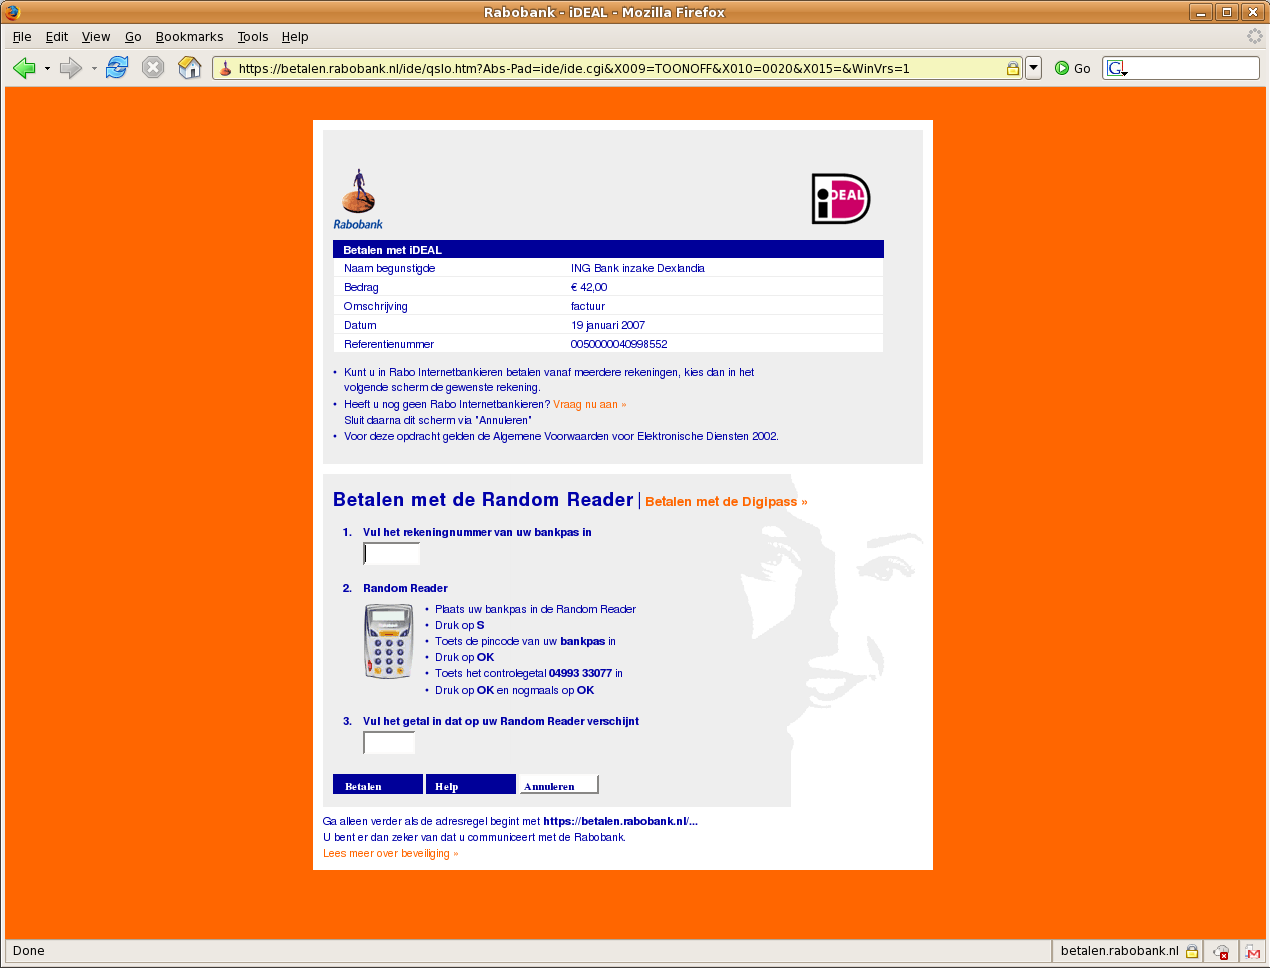 Rabobank - iDEAL - Mozilla Firefox
File Edit View Go Bookmarks Tools Help
https://betalen.rabobank.nl/ide/qslo.htm?Abs-Pad=ide/ide.cgi&X009=TOONOFF&X010=0020&X015=&WinVrs=1 Go G
Rabobank
iDEAL
Betalen met iDEAL
Naam begunstigde ING Bank inzake Dexlandia
Bedrag € 42,00
Omschrijving factuur
Datum 19 januari 2007
Referentienummer 0050000040998552
• Kunt u in Rabo Internetbankieren betalen vanaf meerdere rekeningen, kies dan in het
volgende scherm de gewenste rekening.
• Heeft u nog geen Rabo Internetbankieren? Vraag nu aan »
Sluit daarna dit scherm via "Annuleren"
• Voor deze opdracht gelden de Algemene Voorwaarden voor Elektronische Diensten 2002.
Betalen met de Random Reader | Betalen met de Digipass »
1. Vul het rekeningnummer van uw bankpas in
2. Random Reader
• Plaats uw bankpas in de Random Reader
• Druk op S
• Toets de pincode van uw bankpas in
• Druk op OK
• Toets het controlegetal 04993 33077 in
• Druk op OK en nogmaals op OK
3. Vul het getal in dat op uw Random Reader verschijnt
Betalen Help Annuleren
Ga alleen verder als de adresregel begint met https://betalen.rabobank.nl/...
U bent er dan zeker van dat u communiceert met de Rabobank.
Lees meer over beveiliging »
Done betalen.rabobank.nl